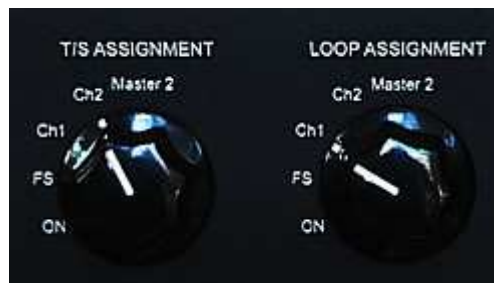 T/S ASSIGNMENT
Master 2
Ch2
Ch1
FS
ON
LOOP ASSIGNMENT
Master 2
Ch2
Ch1
FS
ON